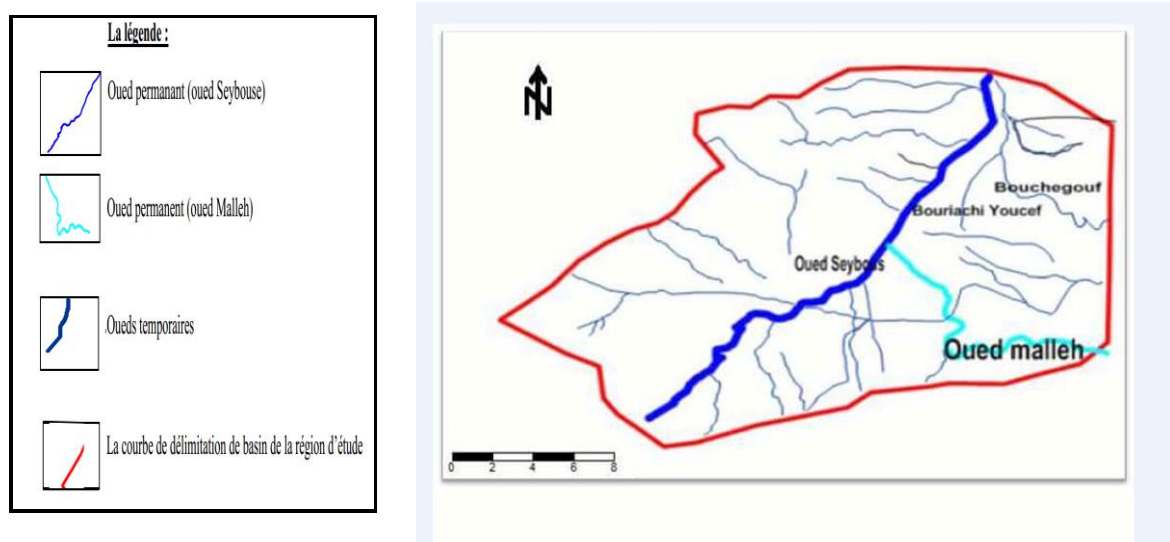 La légende :
Oued permanant (oued Seybouse)
Oued permanent (oued Malleh)
Oueds temporaires
La courbe de délimitation de basin de la région d'étude
N
Bouchegouf
Bouriachi Youcef
Oued Seybous
Oued malleh
0 2 4 6 8